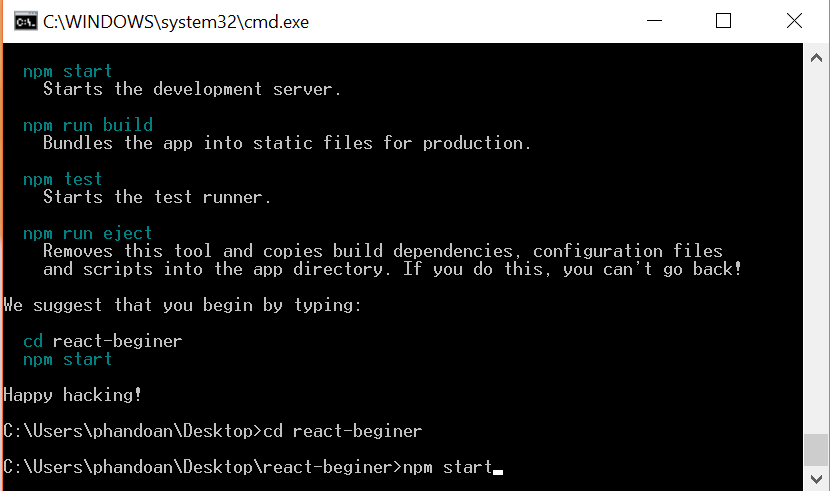 C:\WINDOWS\system32\cmd.exe
npm start
Starts the development server.
npm run build
Bundles the app into static files for production.
npm test
Starts the test runner.
npm run eject
Removes this tool and copies build dependencies, configuration files
and scripts into the app directory. If you do this, you can't go back!
We suggest that you begin by typing:
cd react-beginer
npm start
Happy hacking!
C:\Users\phandoan\Desktop>cd react-beginer
C:\Users\phandoan\Desktop\react-beginer>npm start